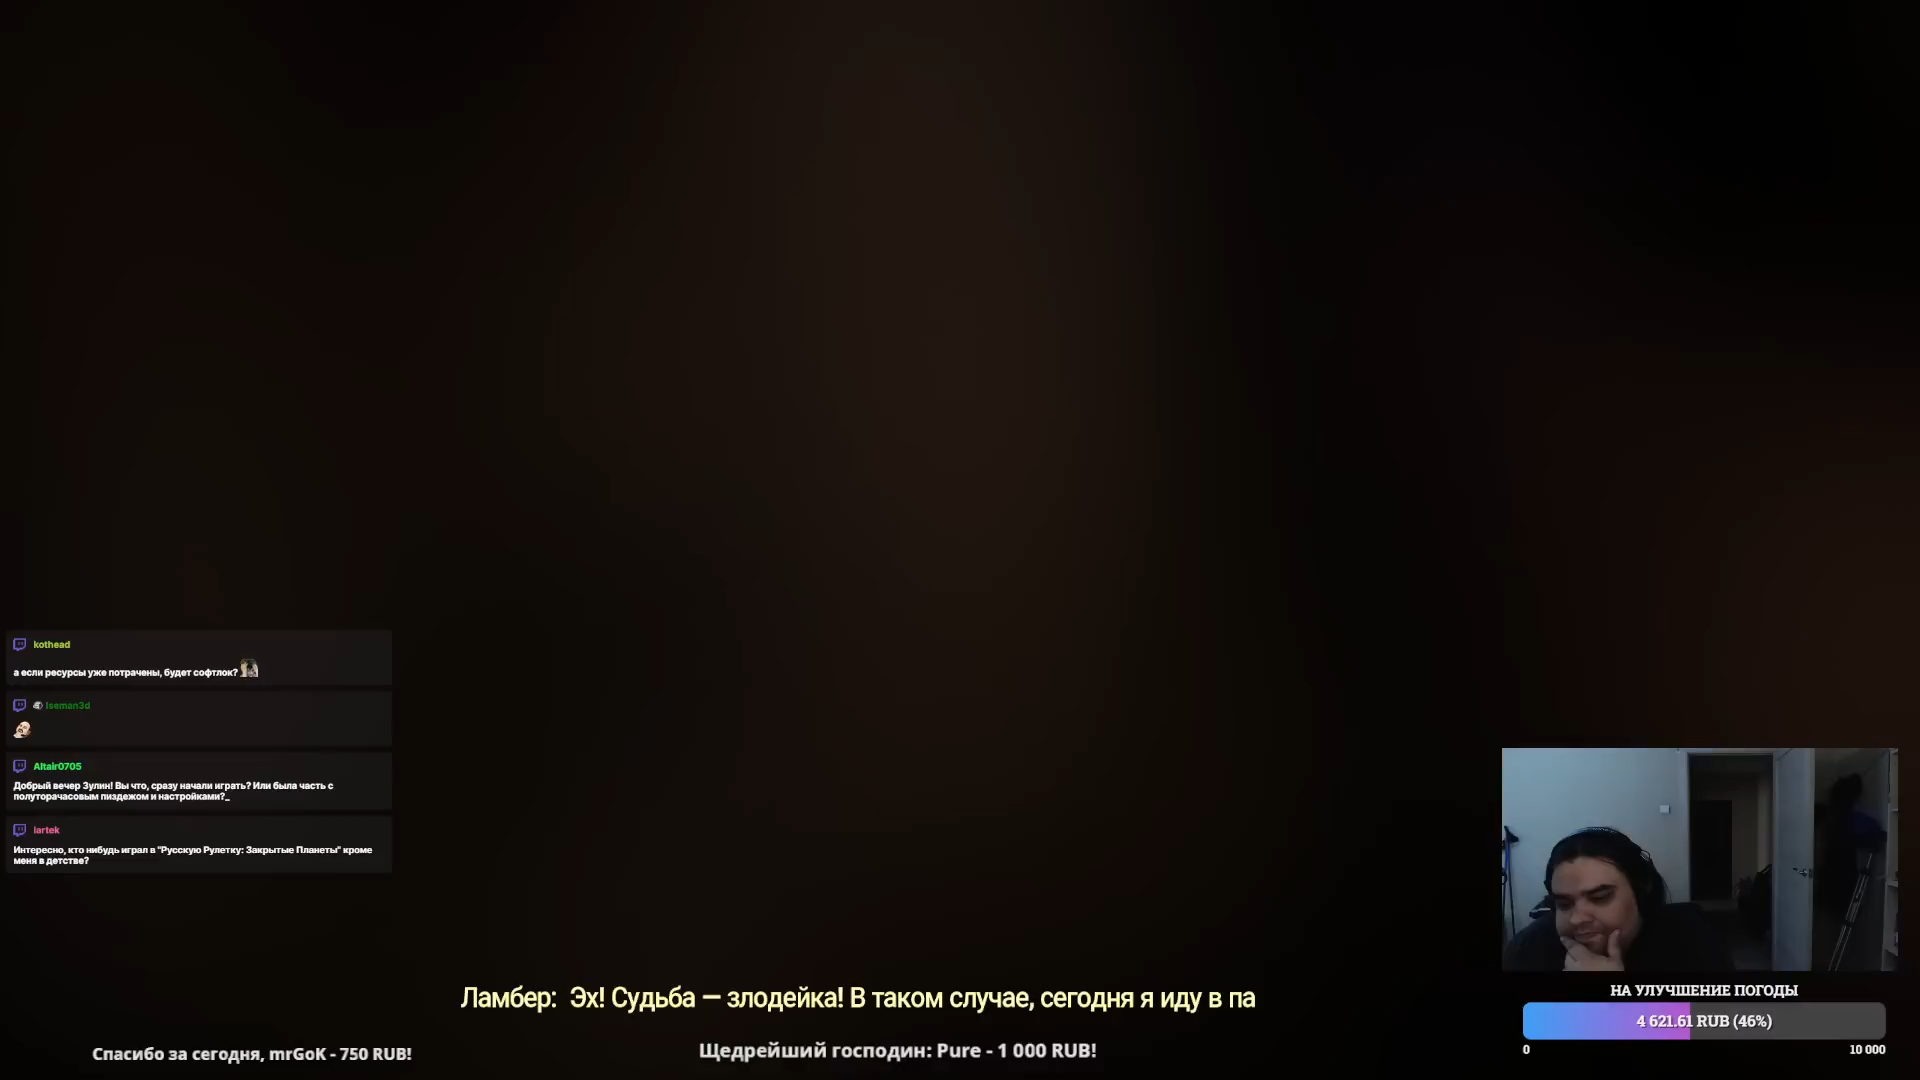 kothead
а если ресурсы уже потрачены, будет софтлок?
Iseman3d
Altair0705
Добрый вечер Зулин! Вы что, сразу начали играть? Или была часть с
полуторачасовым пиздежом и настройками?_
lartek
Интересно, кто нибудь играл в "Русскую Рулетку: Закрытые Планеты" кроме
меня в детстве?
Ламбер: Эх! Судьба — злодейка! В таком случае, сегодня я иду в па
Спасибо за сегодня, mrGoK - 750 RUB!
Щедрейший господин: Pure - 1 000 RUB!
НА УЛУЧШЕНИЕ ПОГОДЫ
4 621.61 RUB (46%)
0
10 000